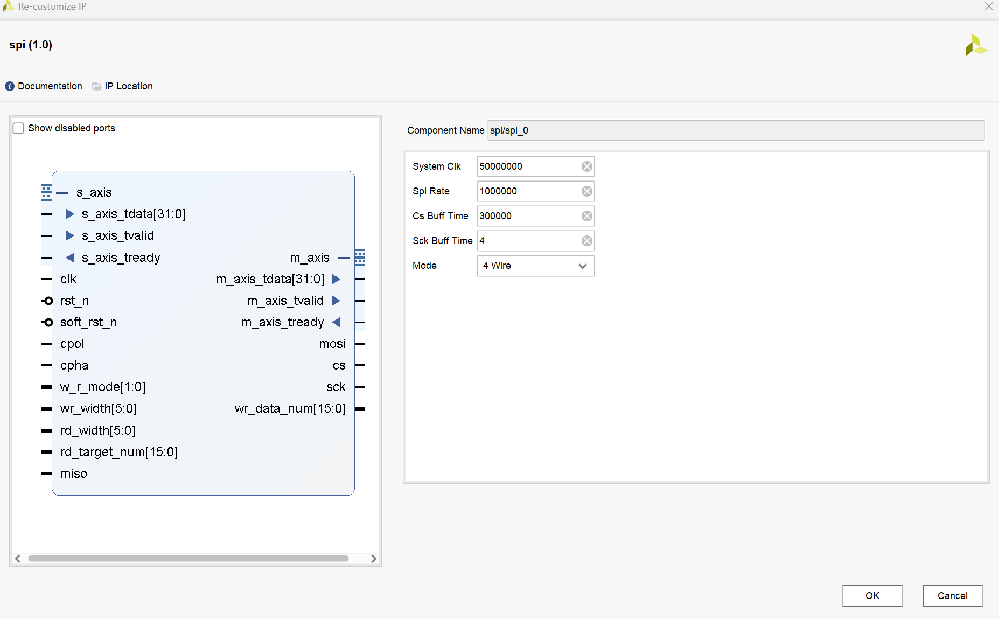 Re-customize IP
spi (1.0)
Documentation IP Location
Show disabled ports
s_axis
s_axis_tdata[31:0]
s_axis_tvalid
s_axis_tready
clk
rst_n
soft_rst_n
cpol
cpha
w_r_mode[1:0]
wr_width[5:0]
rd_width[5:0]
rd_target_num[15:0]
miso
m_axis
m_axis_tdata[31:0]
m_axis_tvalid
m_axis_tready
mosi
cs
sck
wr_data_num[15:0]
Component Name spi/spi_0
System Clk 50000000
Spi Rate 1000000
Cs Buff Time 300000
Sck Buff Time 4
Mode 4 Wire
OK Cancel